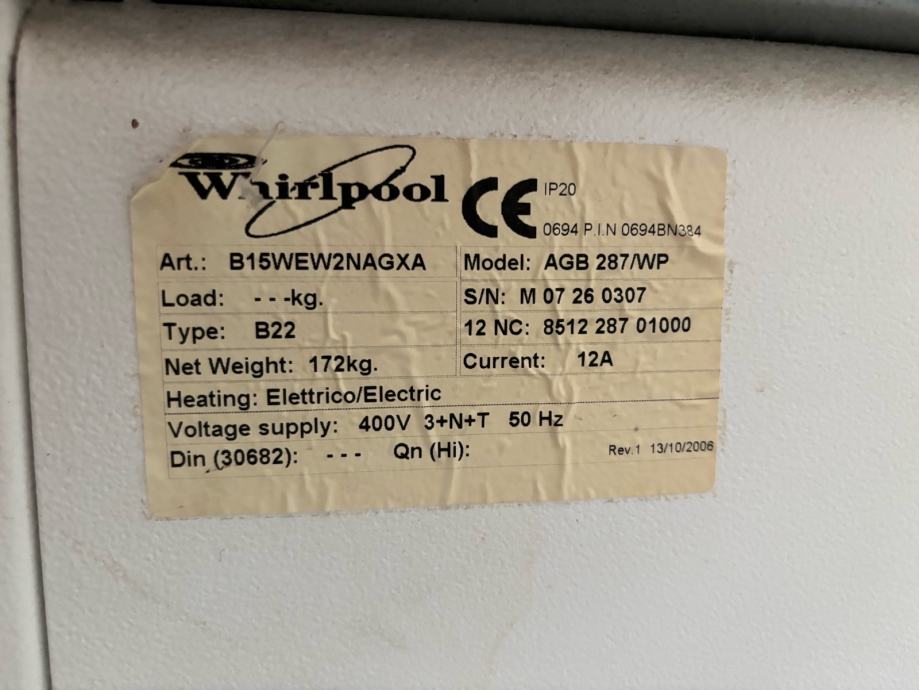 Whirlpool CE IP20
0694 P.I.N 0694BN384
Art.: B15WEW2NAGXA Model: AGB 287/WP
Load: - - -kg. S/N: M 07 26 0307
Type: B22 12 NC: 8512 287 01000
Net Weight: 172kg. Current: 12A
Heating: Elettrico/Electric
Voltage supply: 400V 3+N+T 50 Hz
Din (30682): - - - Qn (Hi): Rev.1 13/10/2006